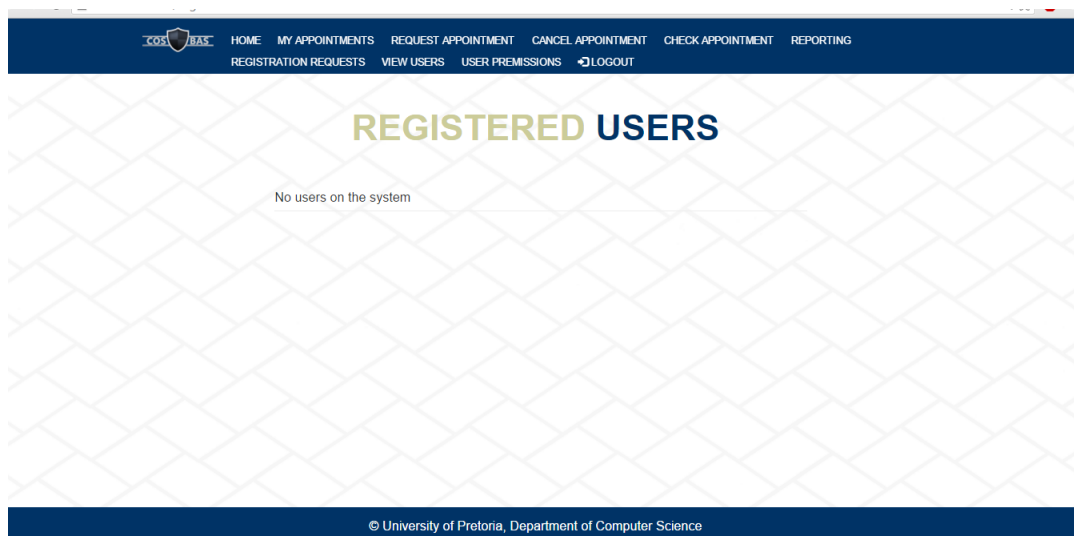 COS BAS HOME MY APPOINTMENTS REQUEST APPOINTMENT CANCEL APPOINTMENT CHECK APPOINTMENT REPORTING
REGISTRATION REQUESTS VIEW USERS USER PREMISSIONS LOGOUT
REGISTERED USERS
No users on the system
© University of Pretoria, Department of Computer Science